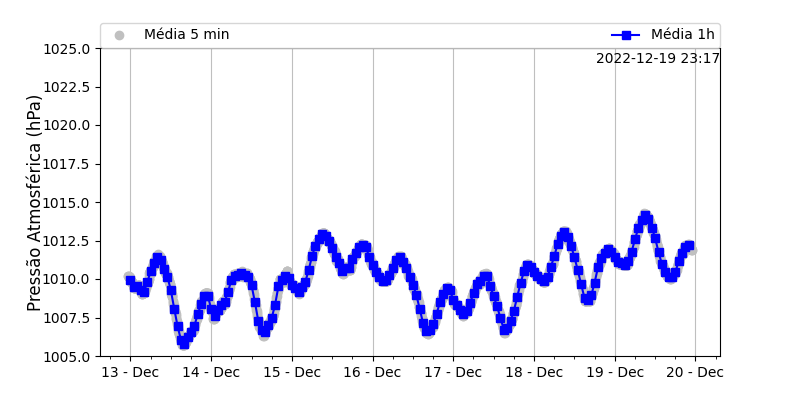 Média 5 min
Média 1h
2022-12-19 23:17
Pressão Atmosférica (hPa)
1025.0
1022.5
1020.0
1017.5
1015.0
1012.5
1010.0
1007.5
1005.0
13 - Dec
14 - Dec
15 - Dec
16 - Dec
17 - Dec
18 - Dec
19 - Dec
20 - Dec